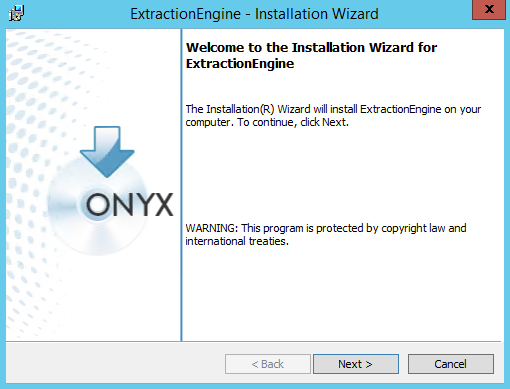 ExtractionEngine - Installation Wizard
X
Welcome to the Installation Wizard for
ExtractionEngine
The Installation(R) Wizard will install ExtractionEngine on your
computer. To continue, click Next.
ONYX
WARNING: This program is protected by copyright law and
international treaties.
< Back
Next >
Cancel